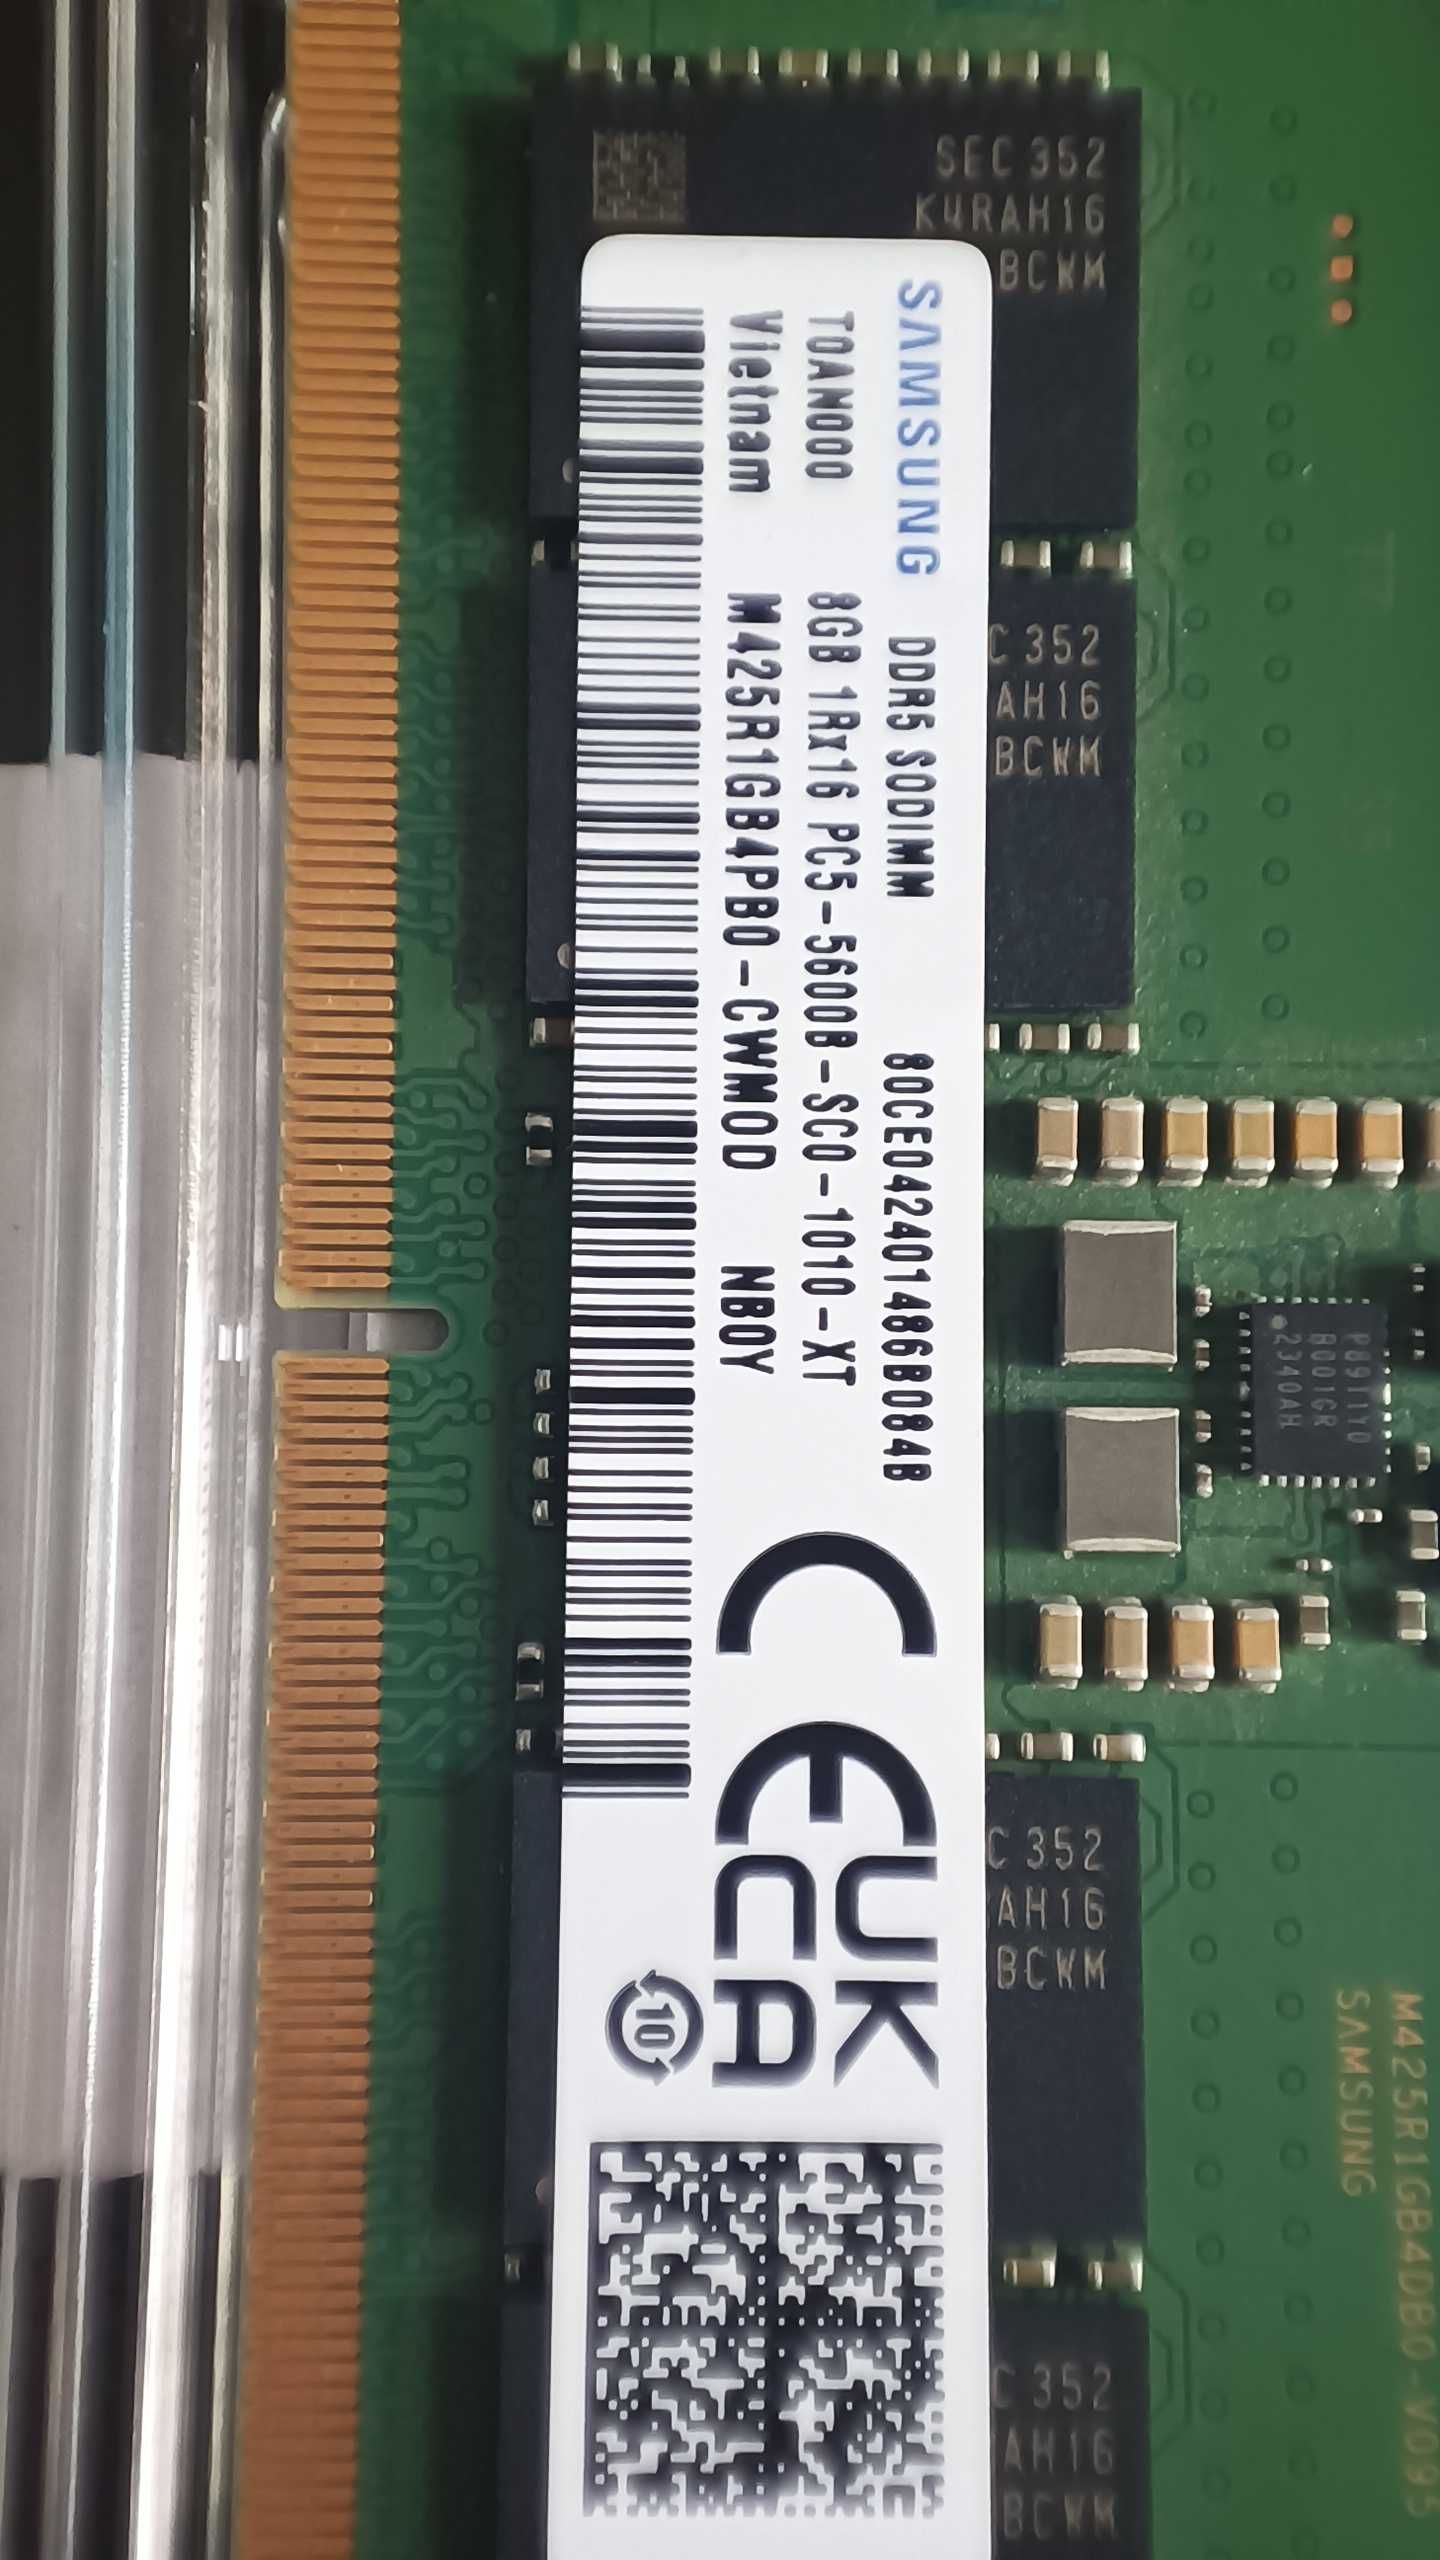 SEC 352
K4RAH16
BCWM
SAMSUNG DDR5 SODIMM 80CE042401486B084B
T0AN000 8GB 1Rx16 PC5-5600B-SC0-1010-XT
Vietnam M425R1GB4PB0-CWMOD NB0Y
CE UK
CA
10
C 352
AH16
BCWM
P8911Y0
B001GR
2340AH
C 352
AH16
BCWM
M425R1GB4DB0-V095
SAMSUNG
C 352
AH16
BCWM